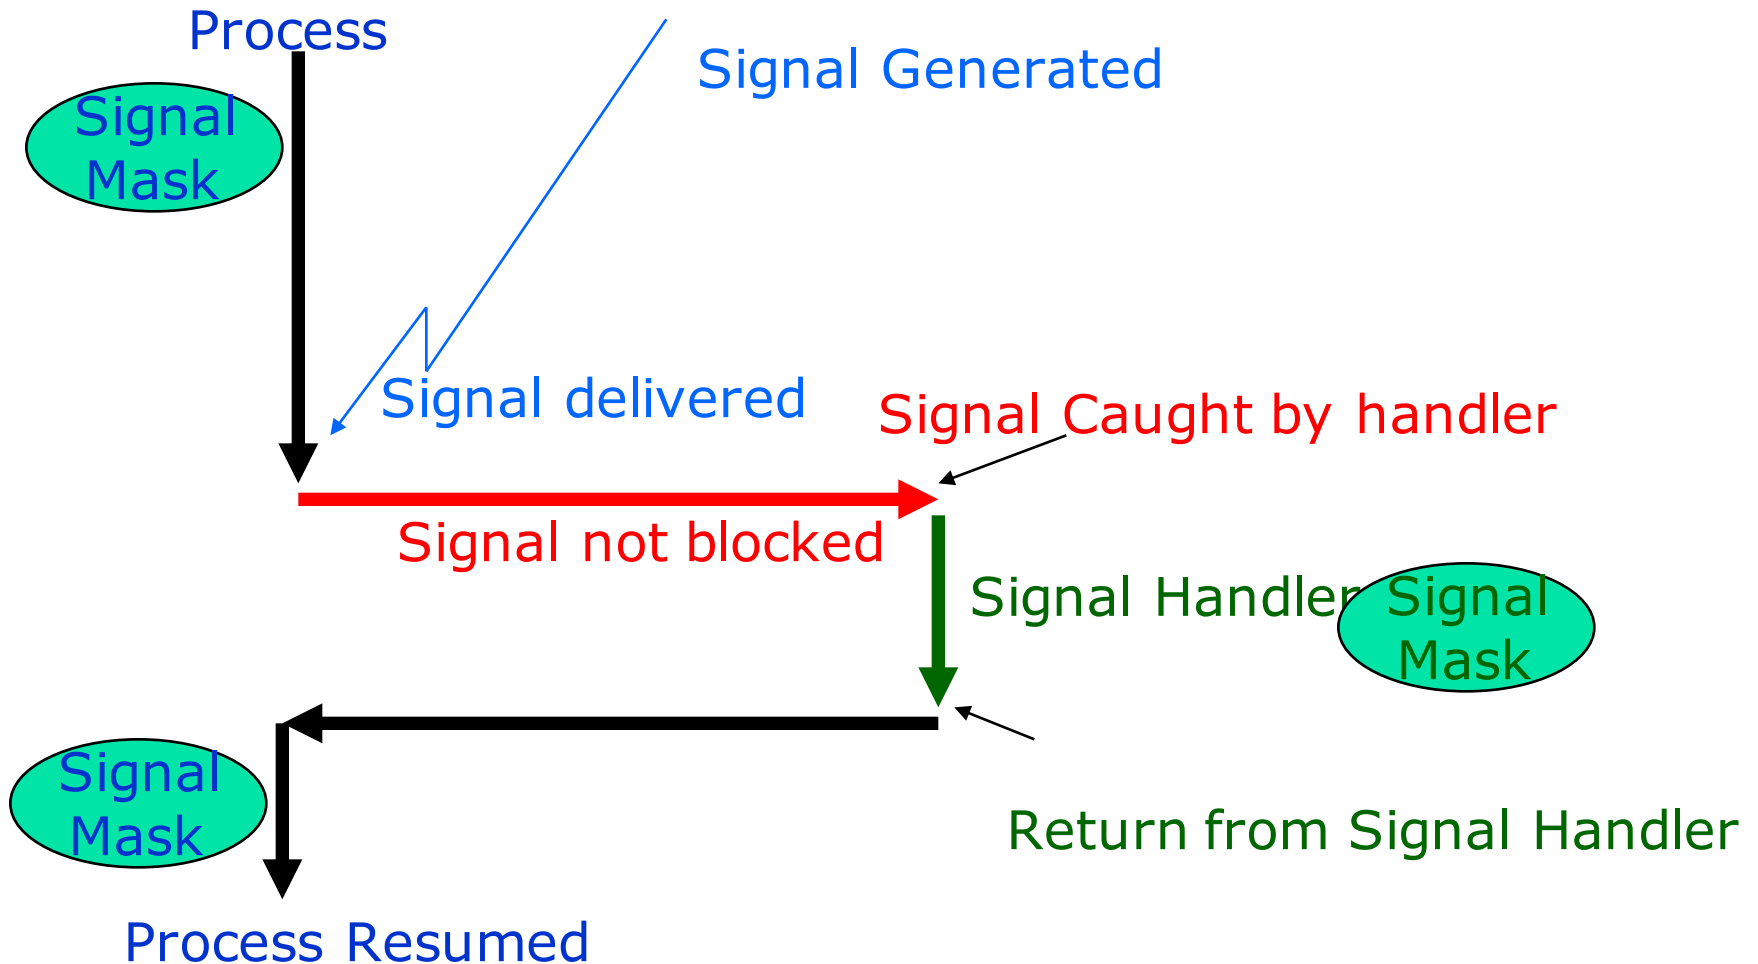 Process
Signal Generated
Signal
Mask
Signal delivered
Signal Caught by handler
Signal not blocked
Signal Handler
Signal
Mask
Signal
Mask
Return from Signal Handler
Process Resumed